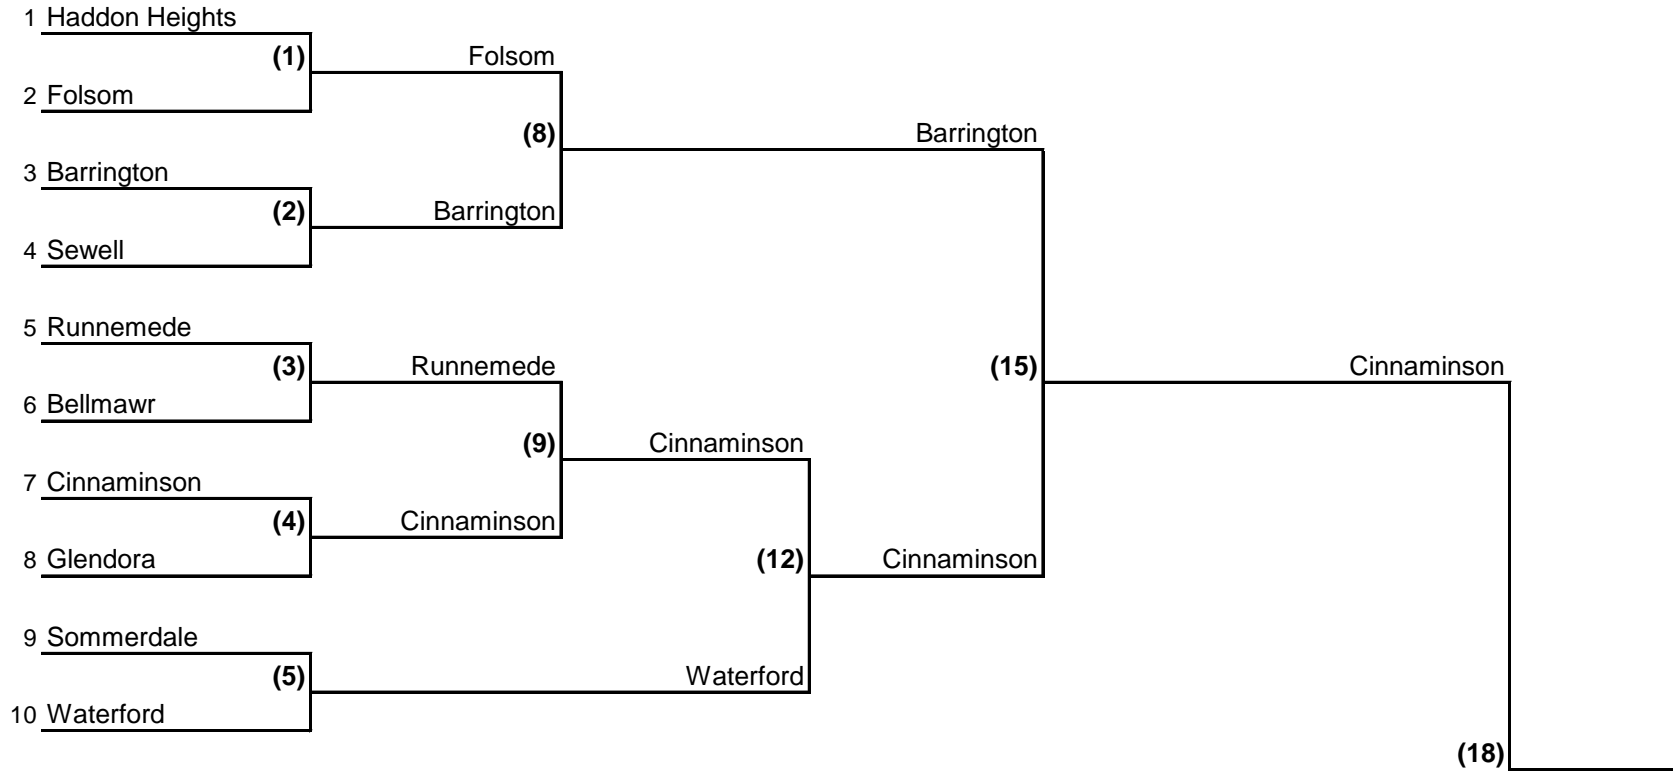 1 Haddon Heights
(1) Folsom
2 Folsom
(8) Barrington
3 Barrington
(2) Barrington
4 Sewell
5 Runnemede
(3) Runnemede (15) Cinnaminson
6 Bellmawr
(9) Cinnaminson
7 Cinnaminson
(4) Cinnaminson
8 Glendora (12) Cinnaminson
9 Sommerdale
(5) Waterford
10 Waterford
(18)